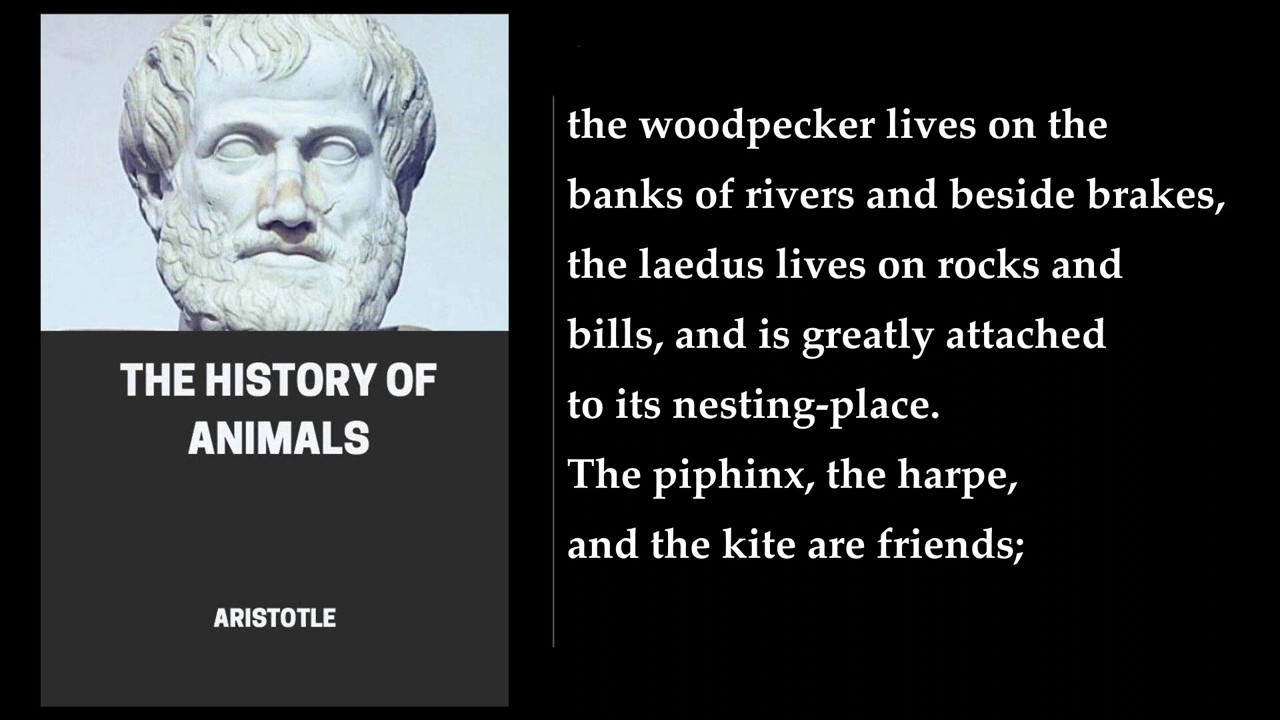 THE HISTORY OF
ANIMALS
ARISTOTLE
the woodpecker lives on the
banks of rivers and beside brakes,
the laedus lives on rocks and
bills, and is greatly attached
to its nesting-place.
The piphinx, the harpe,
and the kite are friends;